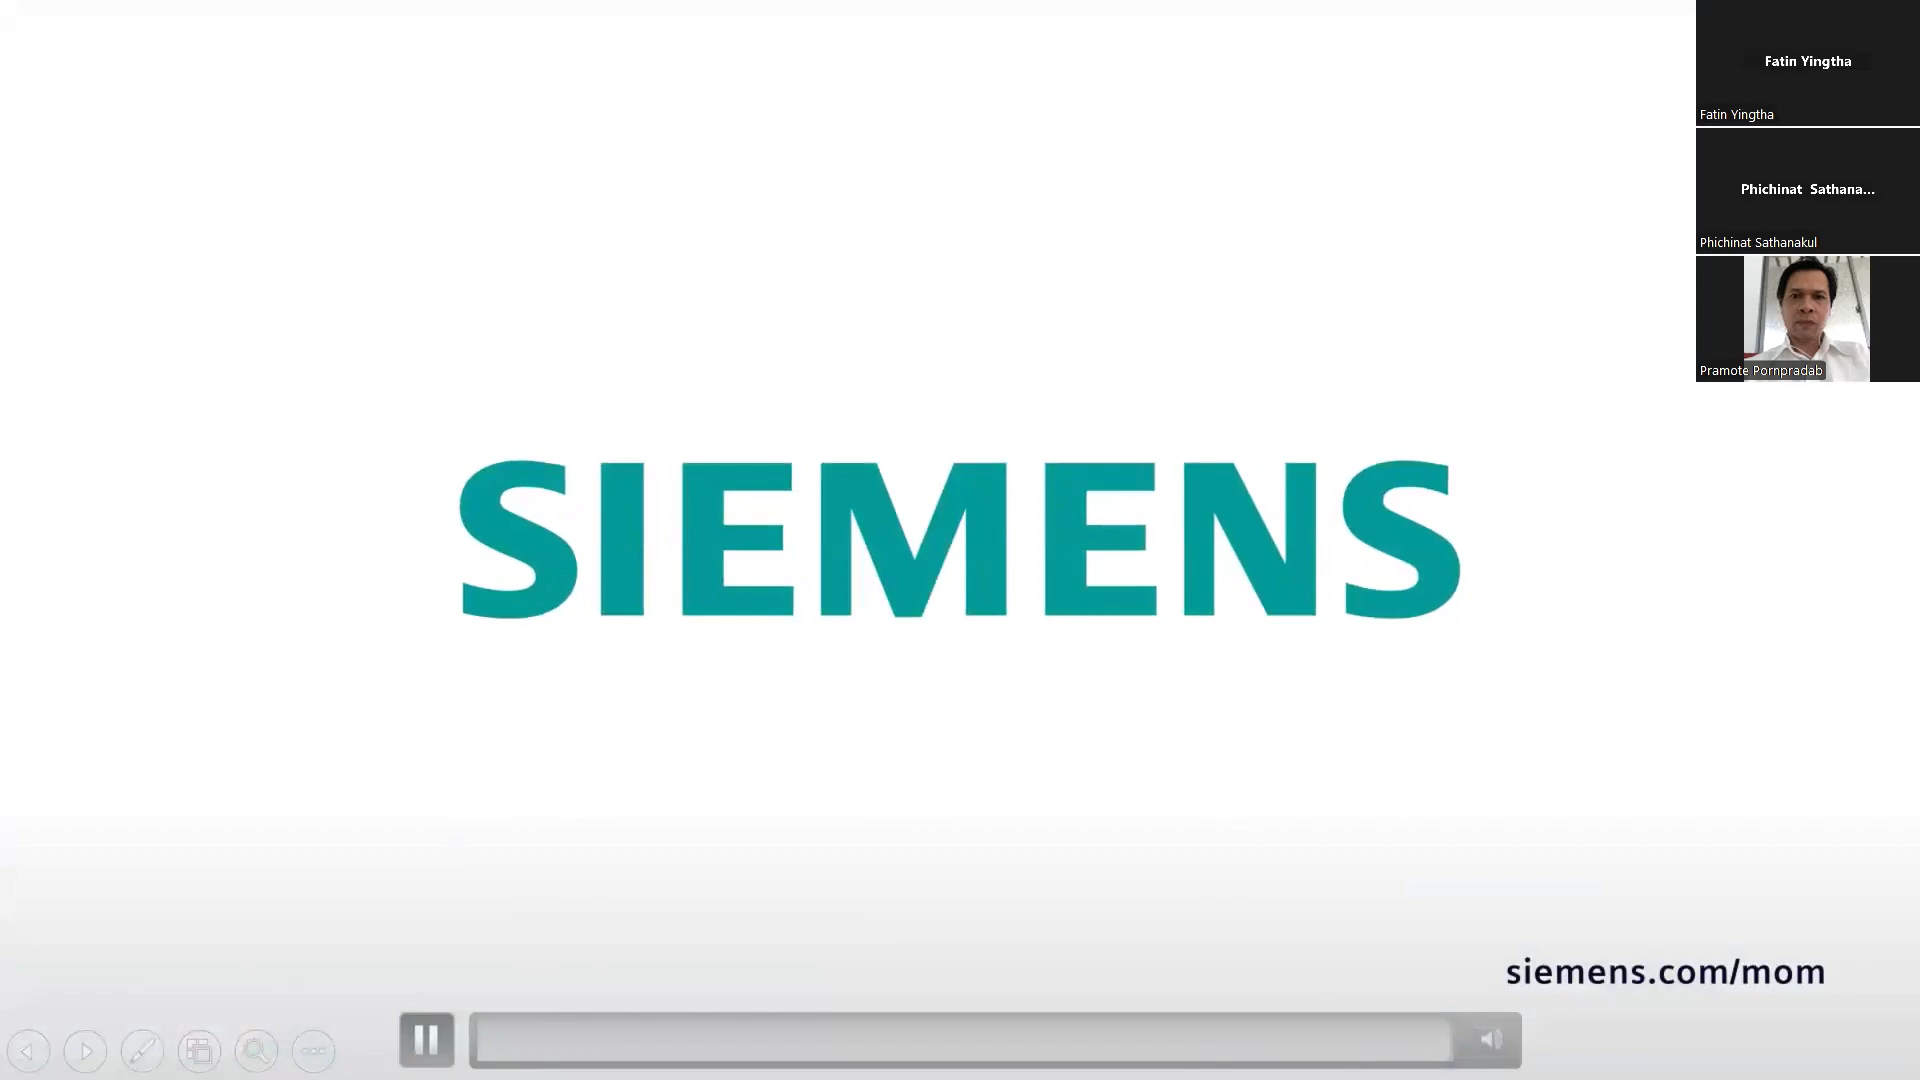 Fatin Yingtha
Fatin Yingtha
Phichinat Sathana...
Phichinat Sathanakul
Pramote Pornpradab
SIEMENS
siemens.com/mom